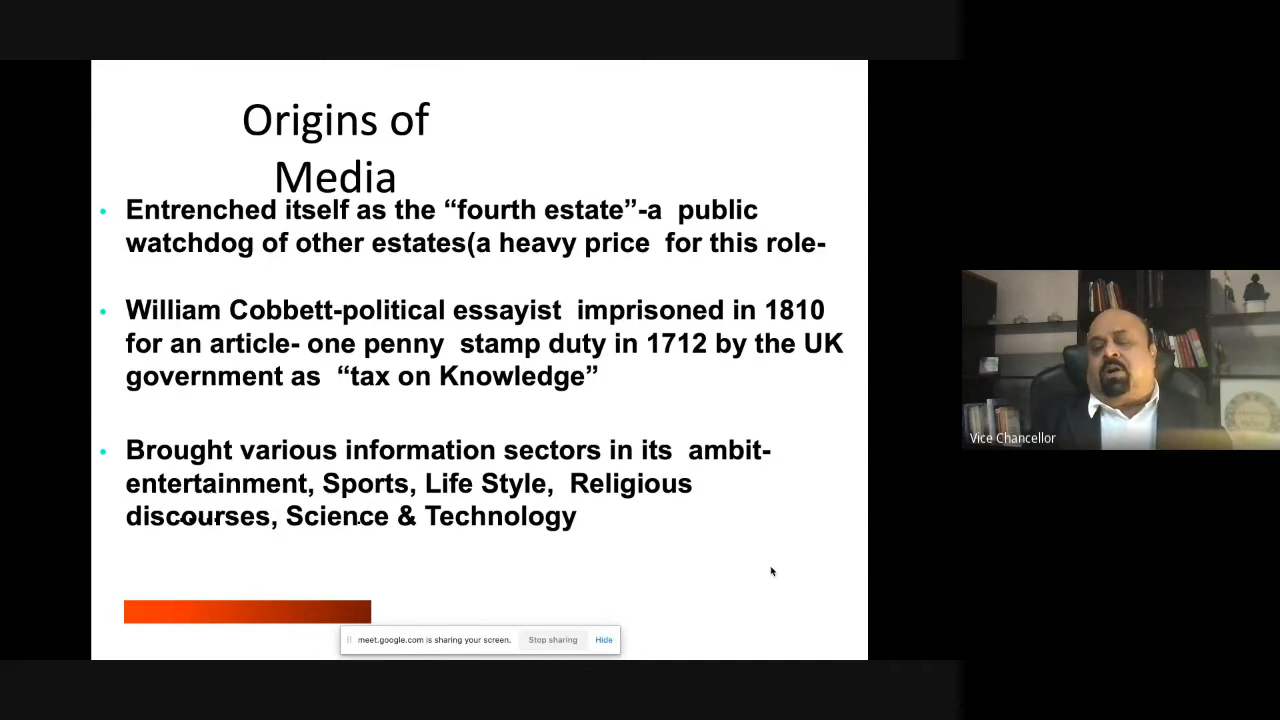 Origins of
Media
• Entrenched itself as the “fourth estate”-a public
watchdog of other estates(a heavy price for this role-
• William Cobbett-political essayist imprisoned in 1810
for an article- one penny stamp duty in 1712 by the UK
government as “tax on Knowledge”
• Brought various information sectors in its ambit-
entertainment, Sports, Life Style, Religious
discourses, Science & Technology
meet.google.com is sharing your screen. Stop sharing Hide
Vice Chancellor